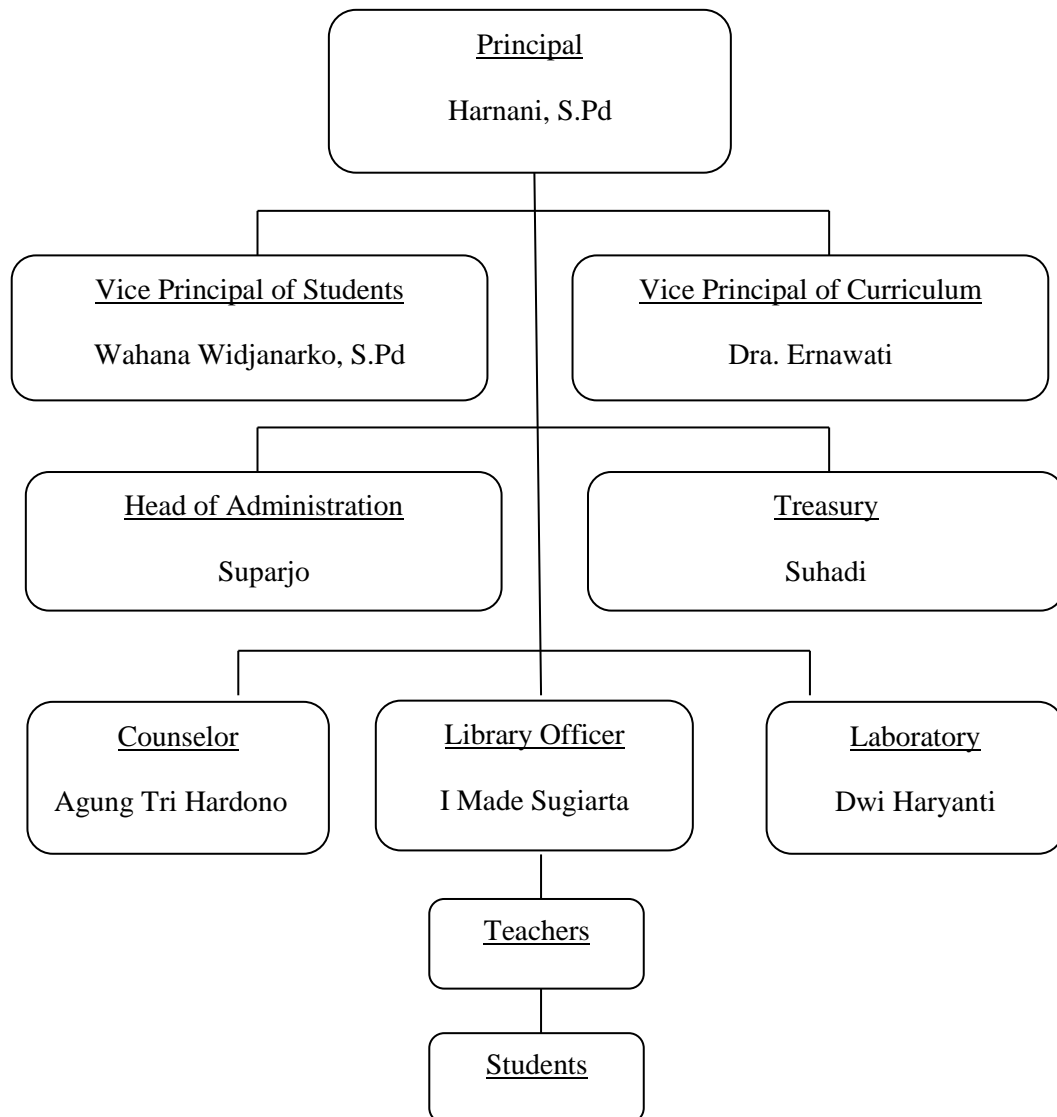 Principal
Harnani, S.Pd
Vice Principal of Students
Wahana Widjanarko, S.Pd
Vice Principal of Curriculum
Dra. Ernawati
Head of Administration
Suparjo
Treasury
Suhadi
Counselor
Agung Tri Hardono
Library Officer
I Made Sugiarta
Laboratory
Dwi Haryanti
Teachers
Students